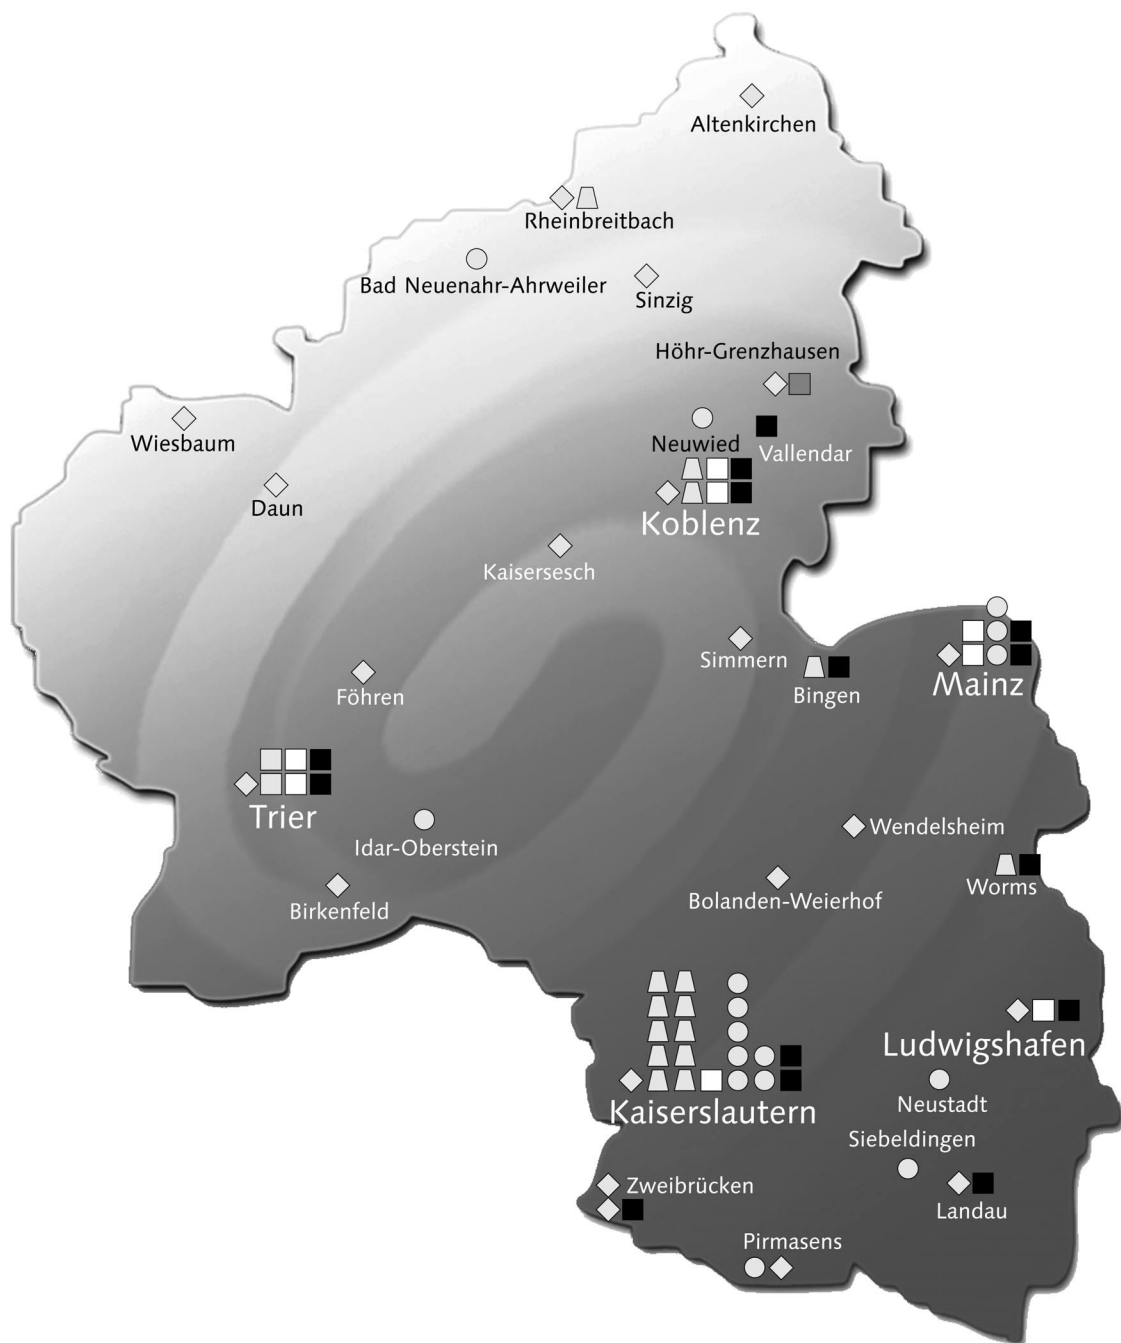 Altenkirchen
Rheinbreitbach
Bad Neuenahr-Ahrweiler
Sinzig
Höhr-Grenzhausen
Wiesbaum
Neuwied
Vallendar
Daun
Koblenz
Kaisersesch
Simmern
Bingen
Mainz
Föhren
Trier
Idar-Oberstein
Wendelsheim
Birkenfeld
Bolanden-Weierhof
Worms
Ludwigshafen
Kaiserslautern
Neustadt
Siebeldingen
Zweibrücken
Landau
Pirmasens